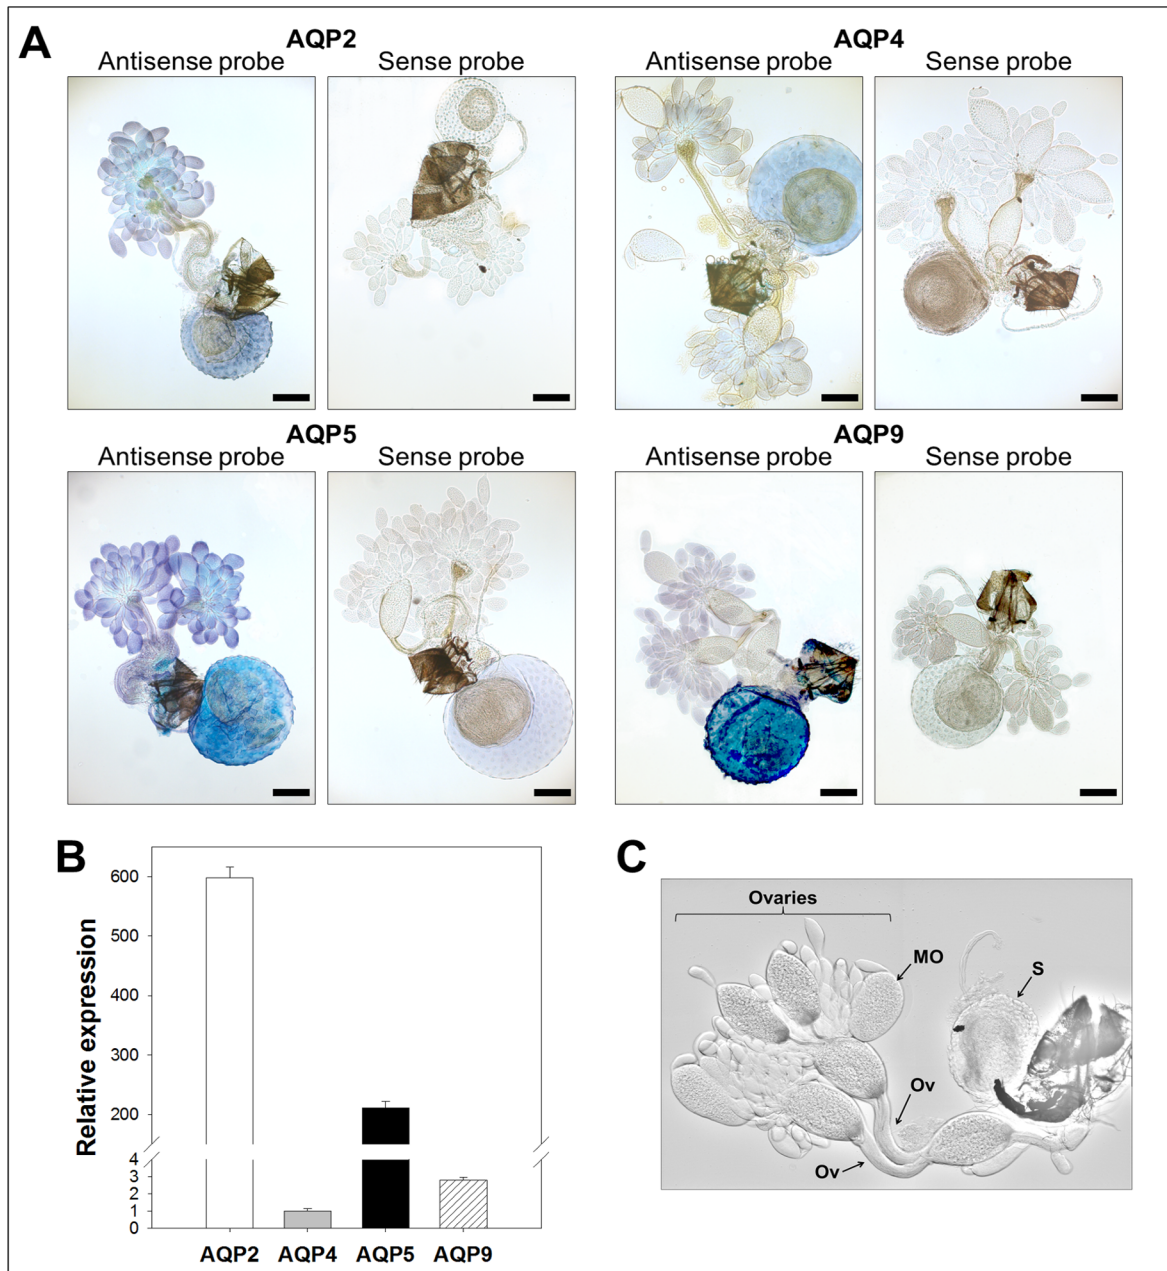 A
AQP2
Antisense probe Sense probe
AQP4
Antisense probe Sense probe
AQP5
Antisense probe Sense probe
AQP9
Antisense probe Sense probe
B
Relative expression
600
500
400
300
200
4
3
2
1
0
AQP2 AQP4 AQP5 AQP9
C
Ovaries
MO
S
Ov
Ov